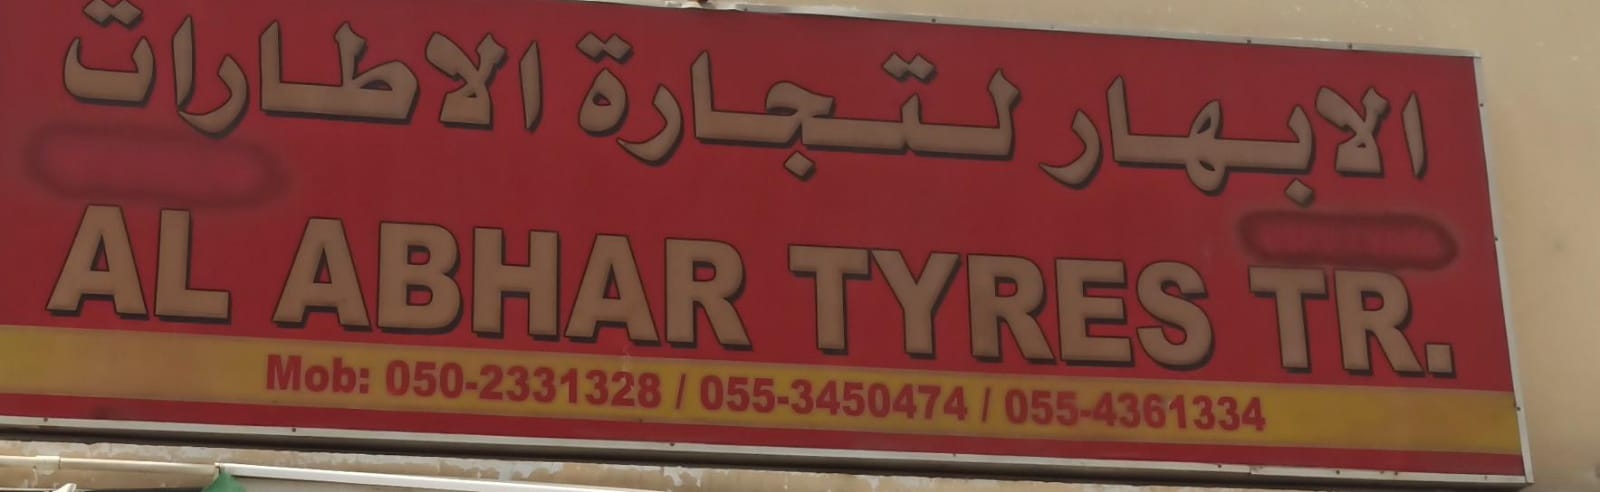 الابهار لتجارة الاطارات
AL ABHAR TYRES TR.
Mob: 050-2331328 / 055-3450474 / 055-4361334